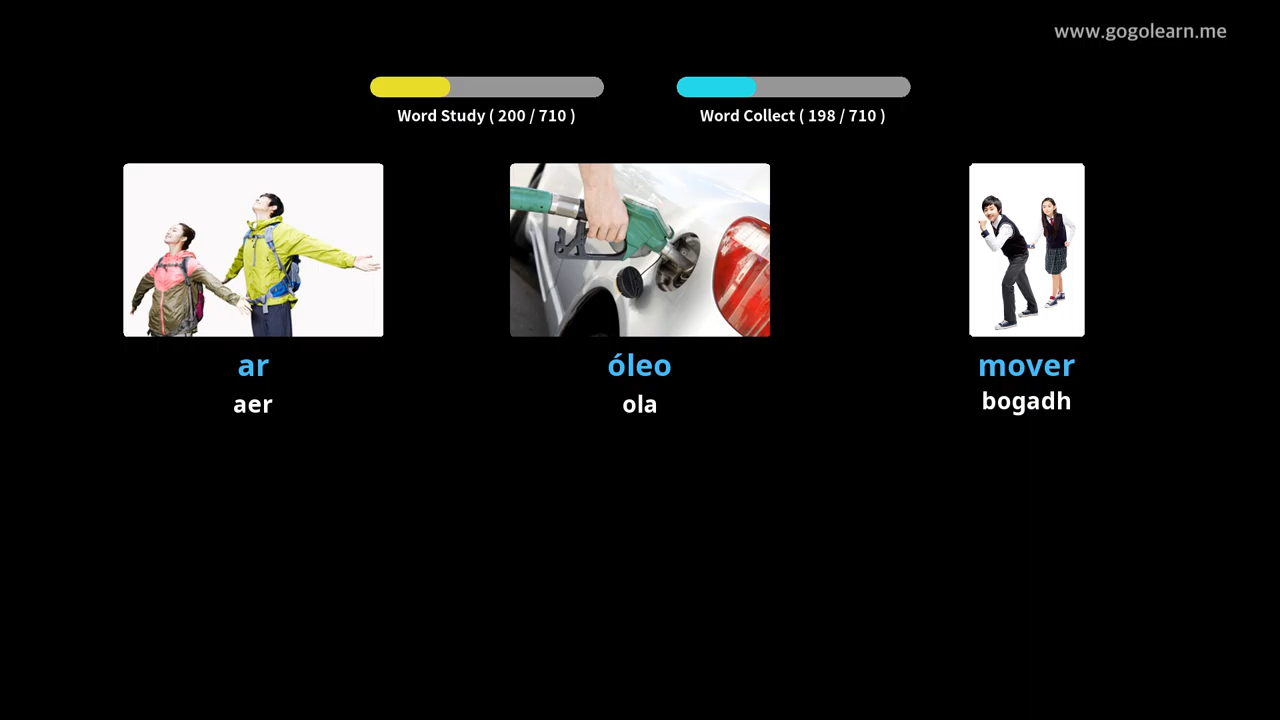 www.gogolearn.me
Word Study ( 200 / 710 )
Word Collect ( 198 / 710 )
ar
aer
óleo
ola
mover
bogadh